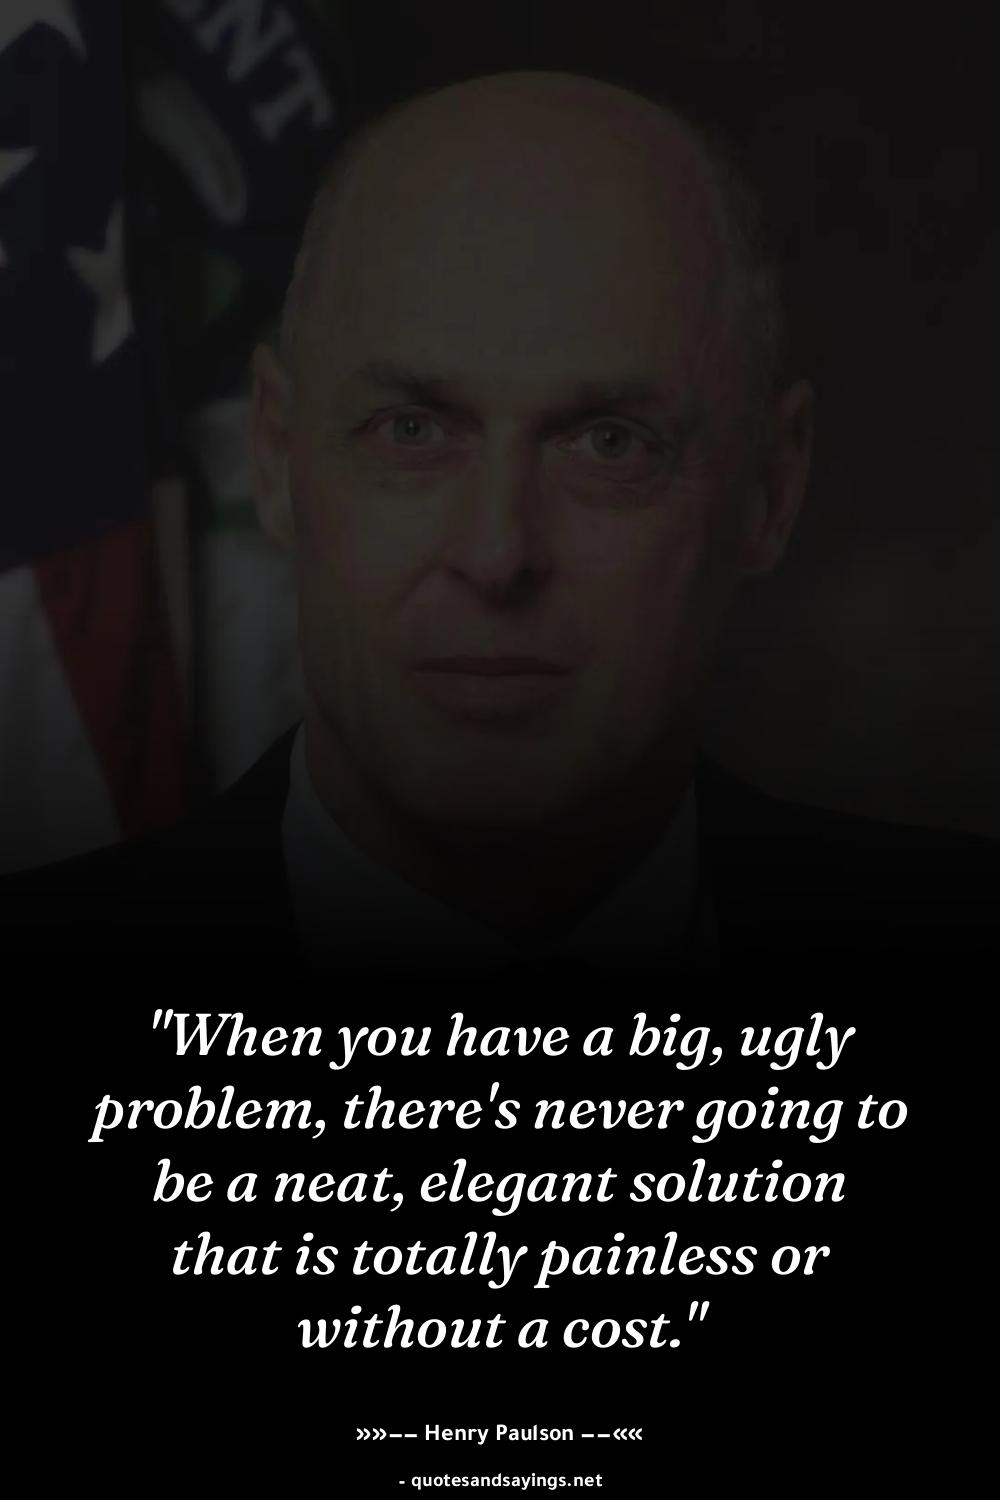 ENT
"When you have a big, ugly
problem, there's never going to
be a neat, elegant solution
that is totally painless or
without a cost."
»»−− Henry Paulson −−««
- quotesandsayings.net